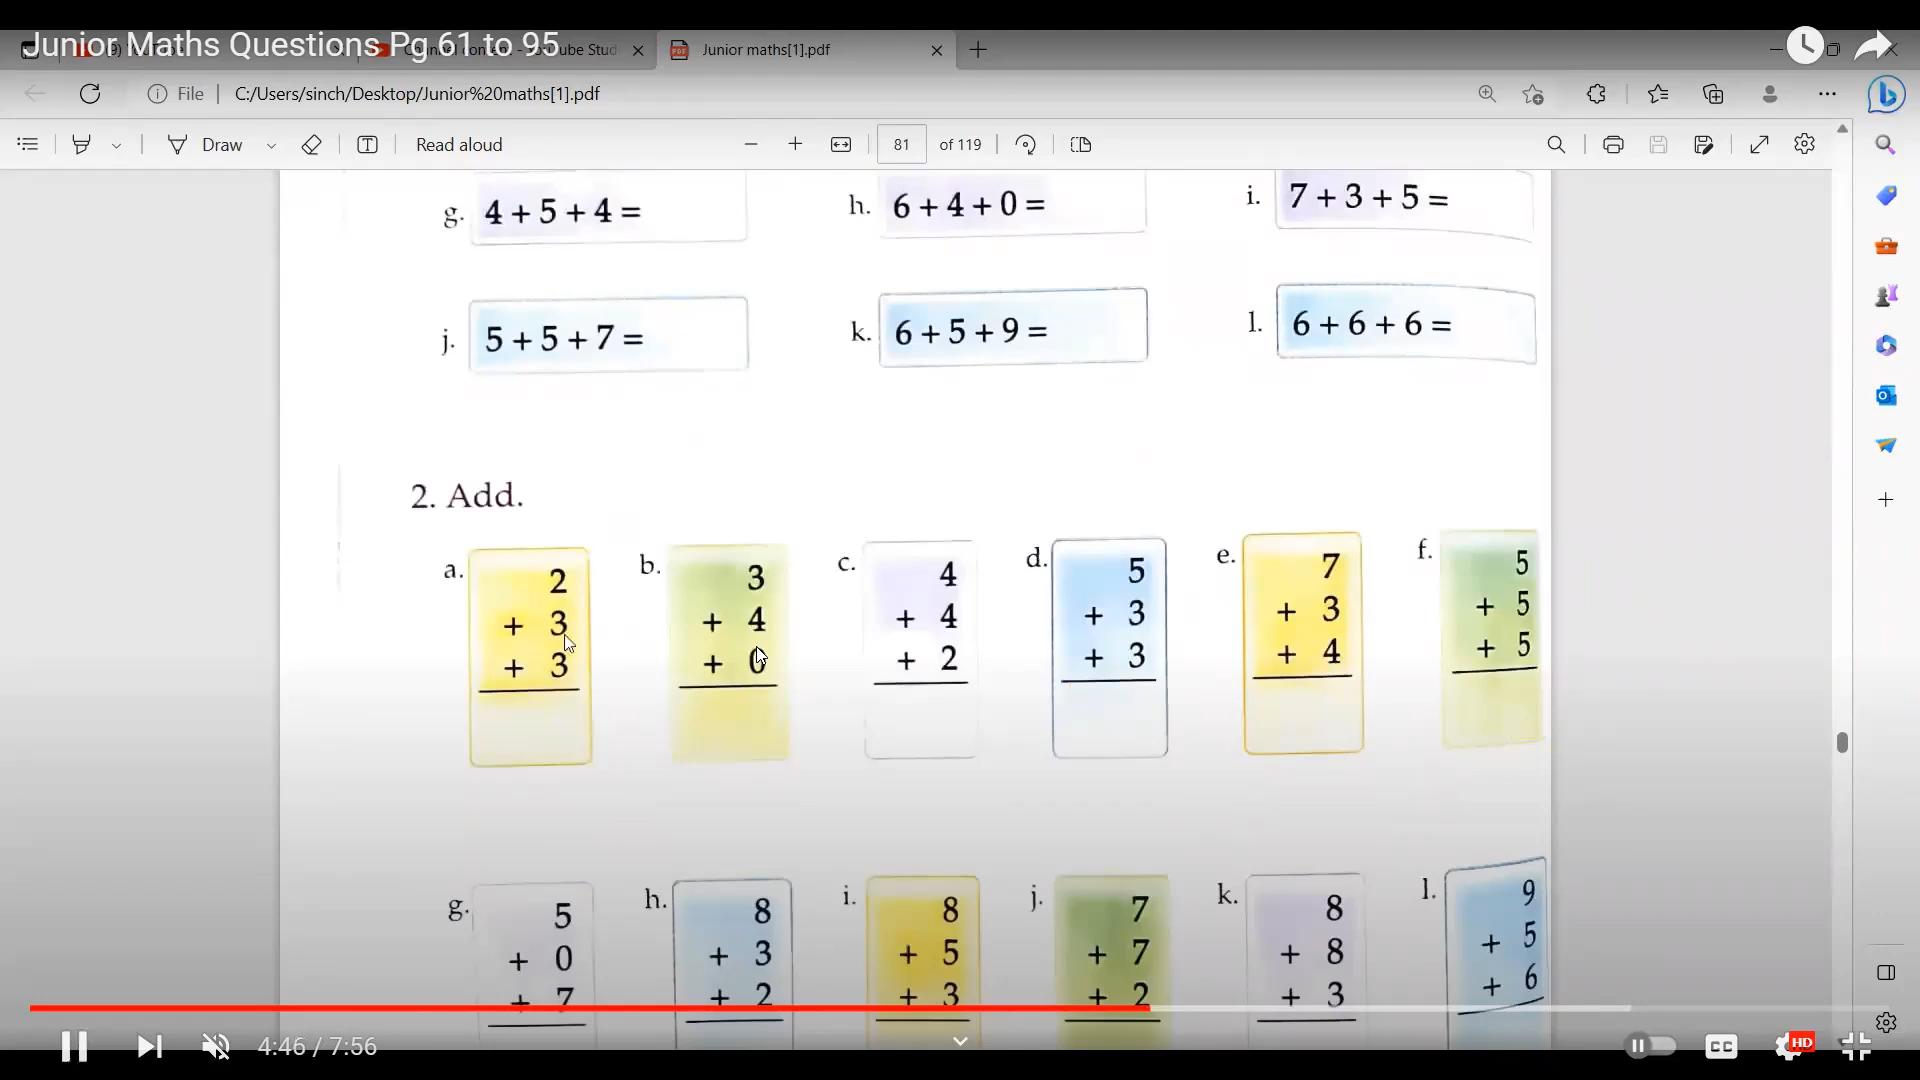 Junior Maths Questions Pg 61 to 95
Junior maths[1].pdf
File
C:/Users/sinch/Desktop/Junior%20maths[1].pdf
Draw
Read aloud
81 of 119
g. 4 + 5 + 4 =
h. 6 + 4 + 0 =
i. 7 + 3 + 5 =
j. 5 + 5 + 7 =
k. 6 + 5 + 9 =
l. 6 + 6 + 6 =
2. Add.
a. 2
+ 3
+ 3
b. 3
+ 4
+ 0
c. 4
+ 4
+ 2
d. 5
+ 3
+ 3
e. 7
+ 3
+ 4
f. 5
+ 5
+ 5
g. 5
+ 0
+ 7
h. 8
+ 3
+ 2
i. 8
+ 5
+ 3
j. 7
+ 7
+ 2
k. 8
+ 8
+ 3
l. 9
+ 5
+ 6
4:46 / 7:56
CC
HD